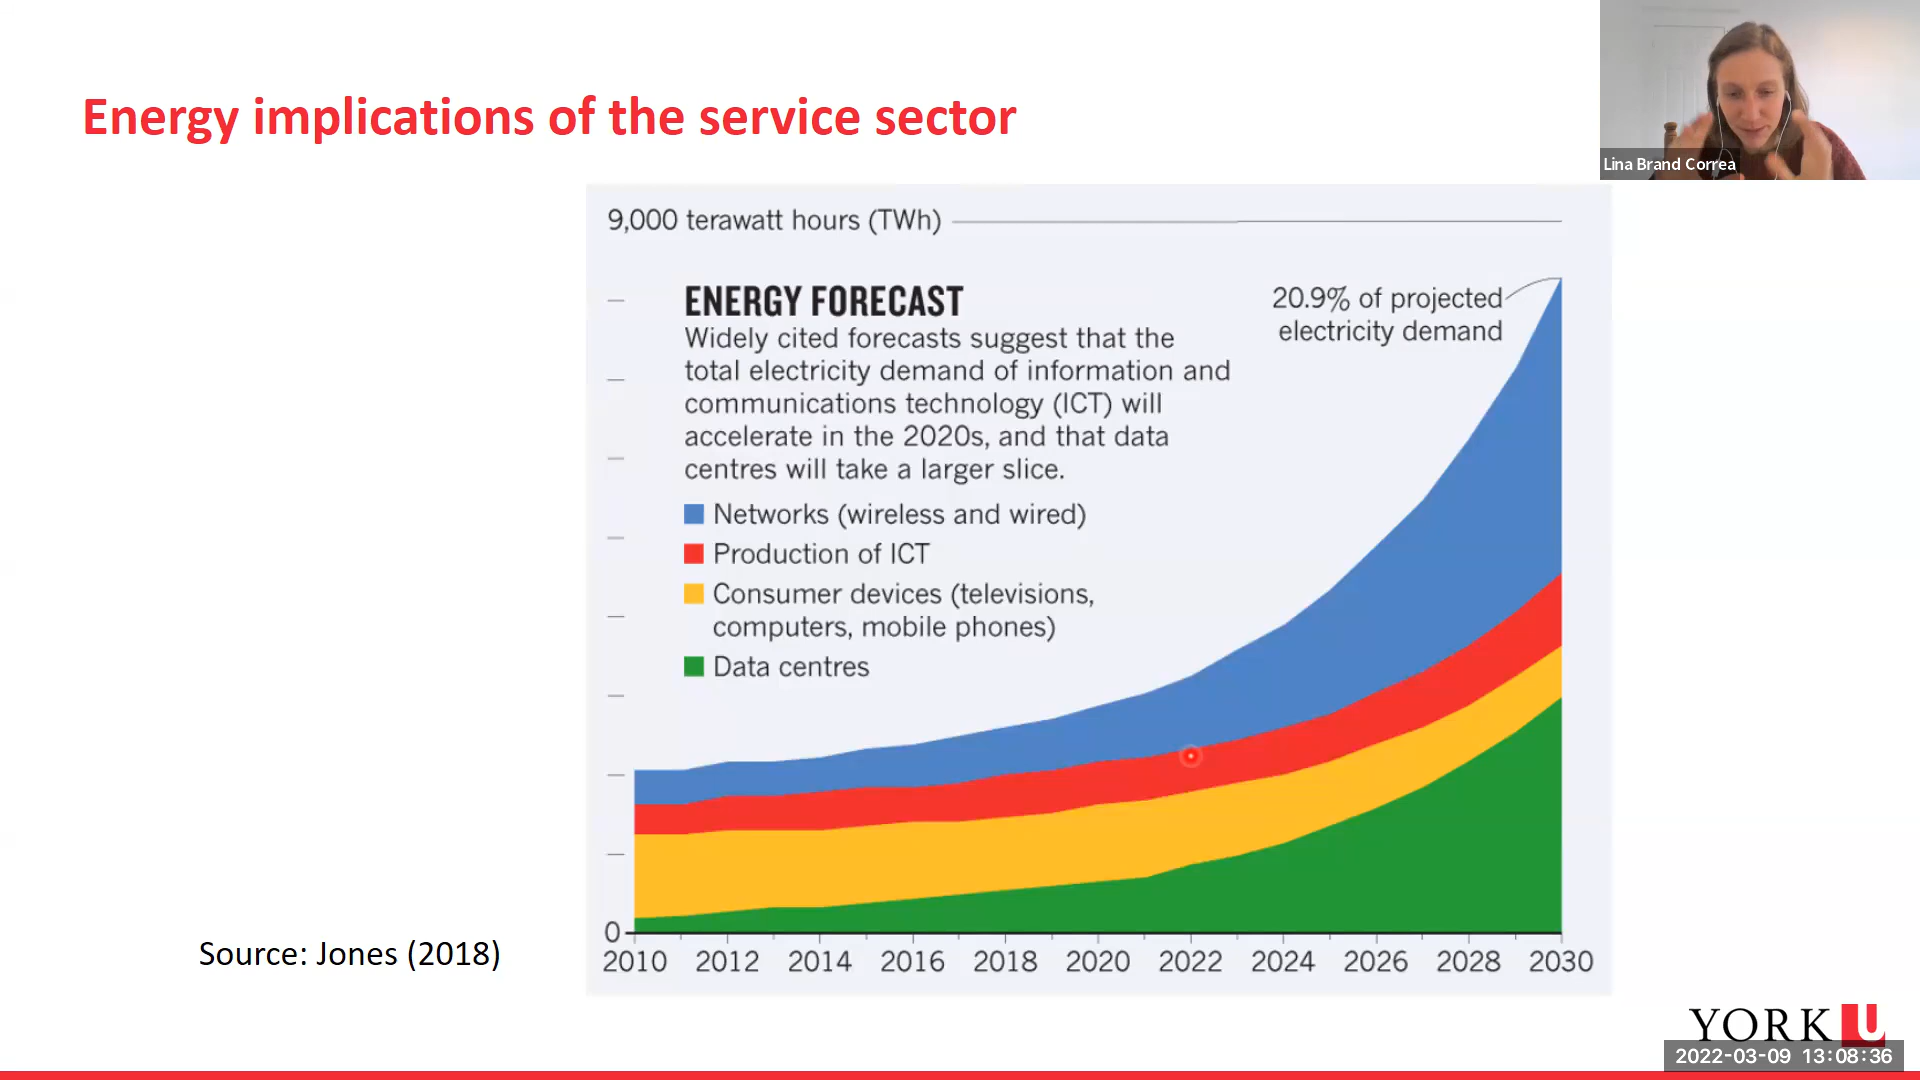 Energy implications of the service sector
Lina Brand Correa
9,000 terawatt hours (TWh)
ENERGY FORECAST
Widely cited forecasts suggest that the
total electricity demand of information and
communications technology (ICT) will
accelerate in the 2020s, and that data
centres will take a larger slice.
20.9% of projected
electricity demand
Networks (wireless and wired)
Production of ICT
Consumer devices (televisions,
computers, mobile phones)
Data centres
0
2010 2012 2014 2016 2018 2020 2022 2024 2026 2028 2030
Source: Jones (2018)
YORK U
2022-03-09 13:08:36